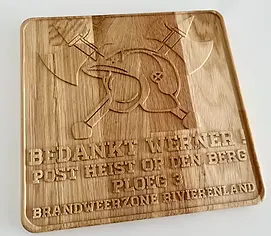 BEDANKT WERNER !
POST HEIST OP DEN BERG
PLOEG 3
BRANDWEERZONE RIVIERENLAND